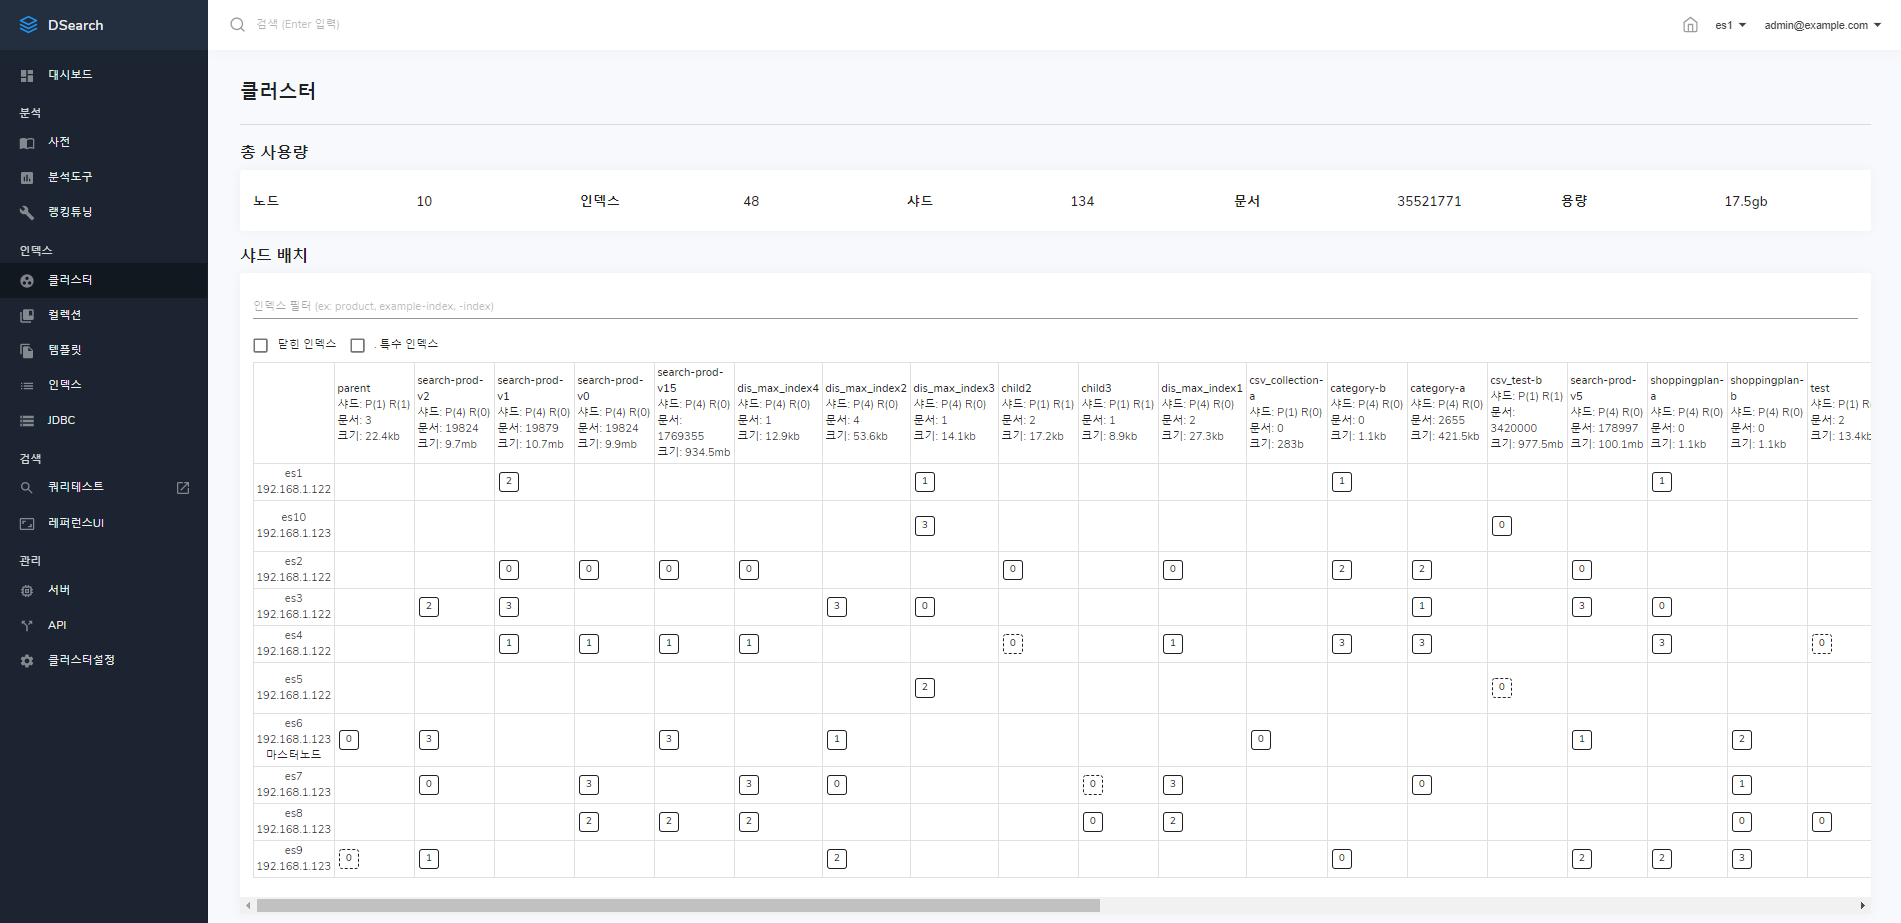 DSearch
검색 (Enter 입력)
es1
admin@example.com
대시보드
분석
사전
분석도구
랭킹튜닝
인덱스
클러스터
컬렉션
템플릿
인덱스
JDBC
검색
쿼리테스트
레퍼런스UI
관리
서버
API
클러스터설정
클러스터
총 사용량
노드 10 인덱스 48 샤드 134 문서 35521771 용량 17.5gb
샤드 배치
인덱스 필터 (ex: product, example-index, -index)
닫힌 인덱스 . 특수 인덱스
parent
샤드: P(1) R(1)
문서: 3
크기: 22.4kb
search-prod-
v2
샤드: P(4) R(0)
문서: 19824
크기: 9.7mb
search-prod-
v1
샤드: P(4) R(0)
문서: 19879
크기: 10.7mb
search-prod-
v0
샤드: P(4) R(0)
문서: 19824
크기: 9.9mb
search-prod-
v15
샤드: P(4) R(0)
문서:
1769355
크기: 934.5mb
dis_max_index4
샤드: P(4) R(0)
문서: 1
크기: 12.9kb
dis_max_index2
샤드: P(4) R(0)
문서: 4
크기: 53.6kb
dis_max_index3
샤드: P(4) R(0)
문서: 1
크기: 14.1kb
child2
샤드: P(1) R(1)
문서: 2
크기: 17.2kb
child3
샤드: P(1) R(1)
문서: 1
크기: 8.9kb
dis_max_index1
샤드: P(4) R(0)
문서: 2
크기: 27.3kb
csv_collection-
a
샤드: P(1) R(0)
문서: 0
크기: 283b
category-b
샤드: P(4) R(0)
문서: 0
크기: 1.1kb
category-a
샤드: P(4) R(0)
문서: 2655
크기: 421.5kb
csv_test-b
샤드: P(1) R(1)
문서:
3420000
크기: 977.5mb
search-prod-
v5
샤드: P(4) R(0)
문서: 178997
크기: 100.1mb
shoppingplan-
a
샤드: P(4) R(0)
문서: 0
크기: 1.1kb
shoppingplan-
b
샤드: P(4) R(0)
문서: 0
크기: 1.1kb
test
샤드: P(1) R
문서: 2
크기: 13.4kb
es1
192.168.1.122
2 1 1 1
es10
192.168.1.123
3 0
es2
192.168.1.122
0 0 0 0 0 0 2 2 0
es3
192.168.1.122
2 3 3 0 1 3 0
es4
192.168.1.122
1 1 1 1 0 1 3 3 3 0
es5
192.168.1.122
2 0
es6
192.168.1.123
마스터노드
0 3 3 1 0 1 2
es7
192.168.1.123
0 3 3 0 0 3 0 1
es8
192.168.1.123
2 2 2 0 2 0 0
es9
192.168.1.123
0 1 2 0 2 2 3